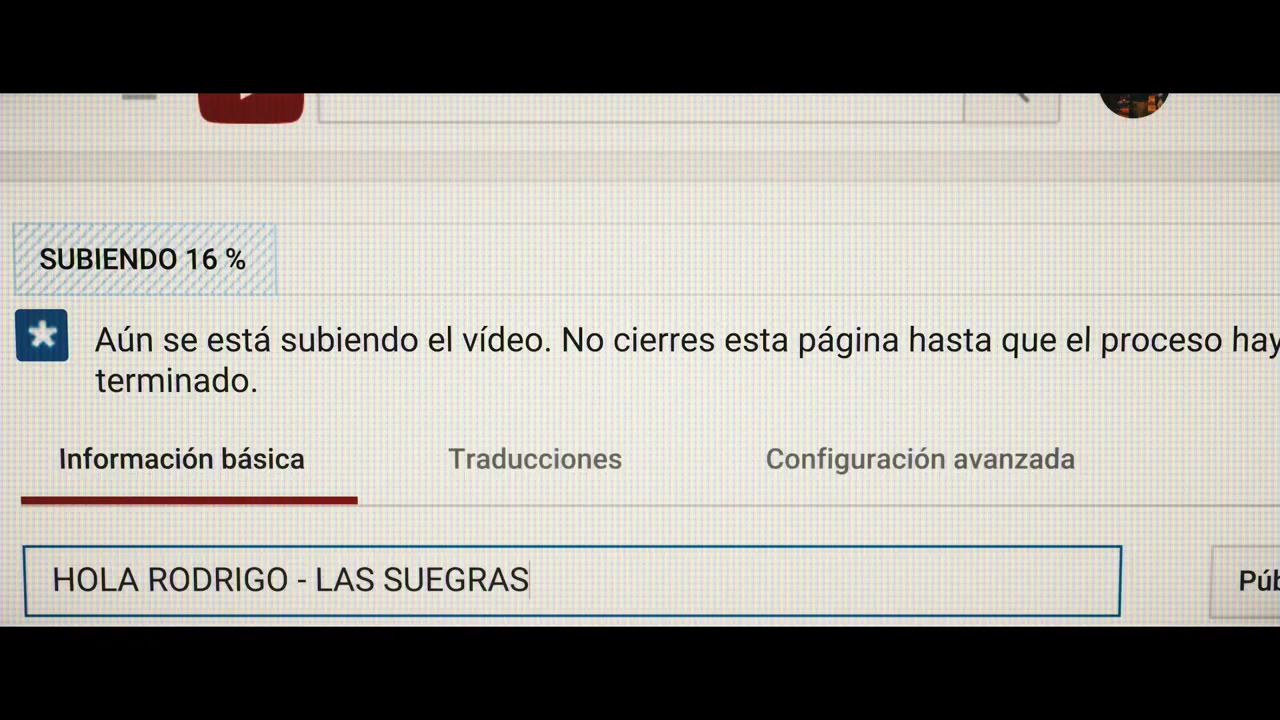 SUBIENDO 16 %
Aún se está subiendo el vídeo. No cierres esta página hasta que el proceso hay
terminado.
Información básica
Traducciones
Configuración avanzada
HOLA RODRIGO - LAS SUEGRAS
Púb